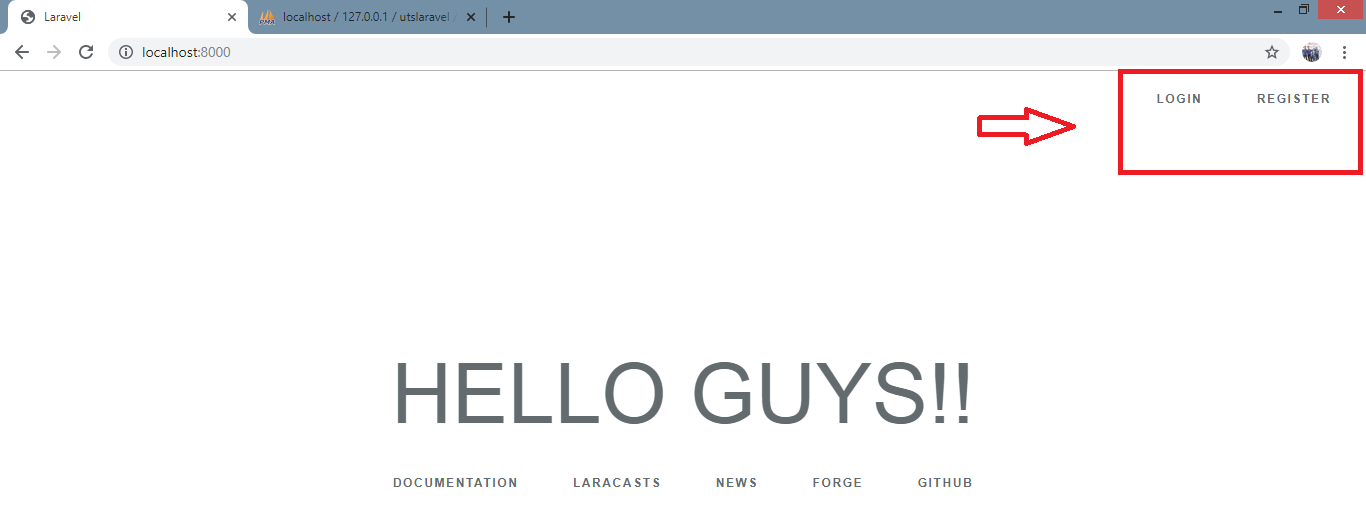 Laravel
localhost / 127.0.0.1 / utslaravel /
localhost:8000
LOGIN REGISTER
HELLO GUYS!!
DOCUMENTATION LARACASTS NEWS FORGE GITHUB